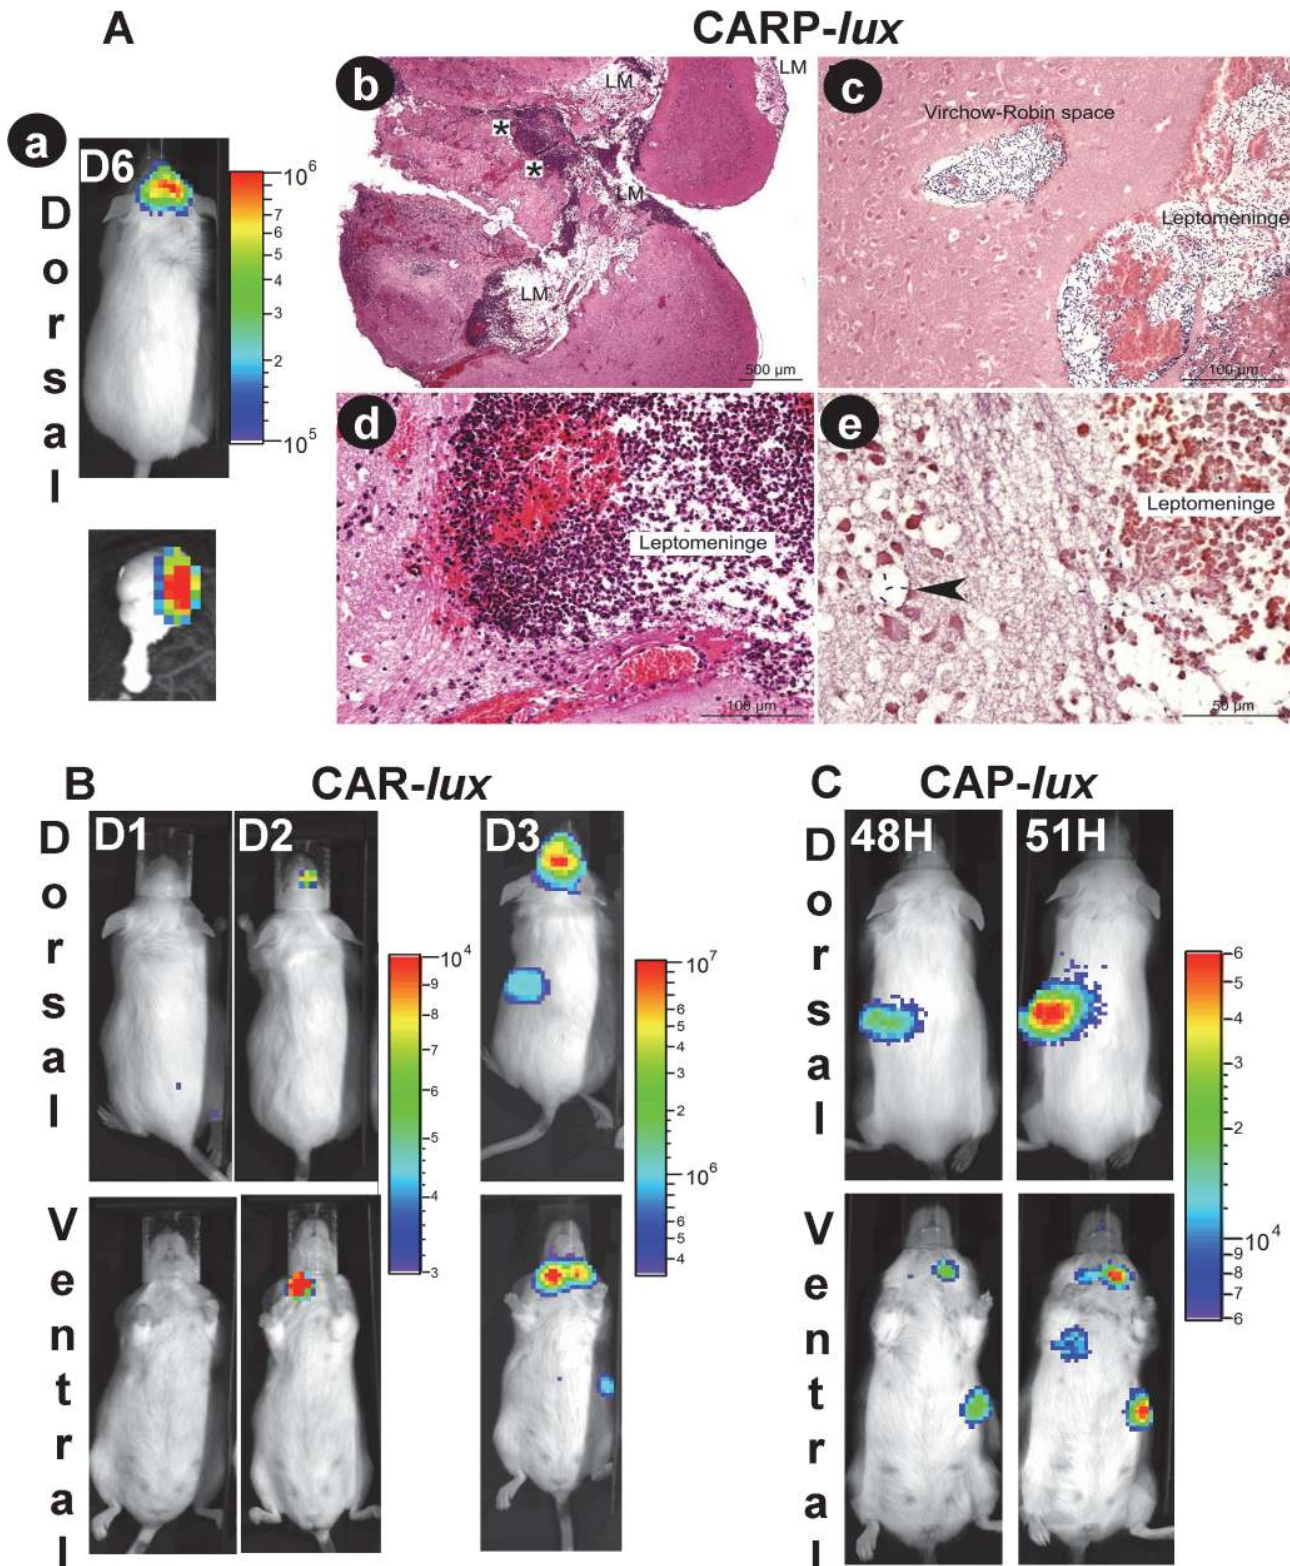 A
CARP-lux
a
D6
Dorsal
10^6
7
6
5
4
3
2
10^5
b
LM
LM
*
*
LM
LM
500 µm
c
Virchow-Robin space
Leptomeninge
100 µm
d
Leptomeninge
100 µm
e
Leptomeninge
50 µm
B
CAR-lux
Dorsal
D1
D2
D3
10^4
9
8
7
6
5
4
3
10^7
6
5
4
3
2
10^6
6
5
4
Ventral
C
CAP-lux
Dorsal
48H
51H
6
5
4
3
2
10^4
9
8
7
6
Ventral